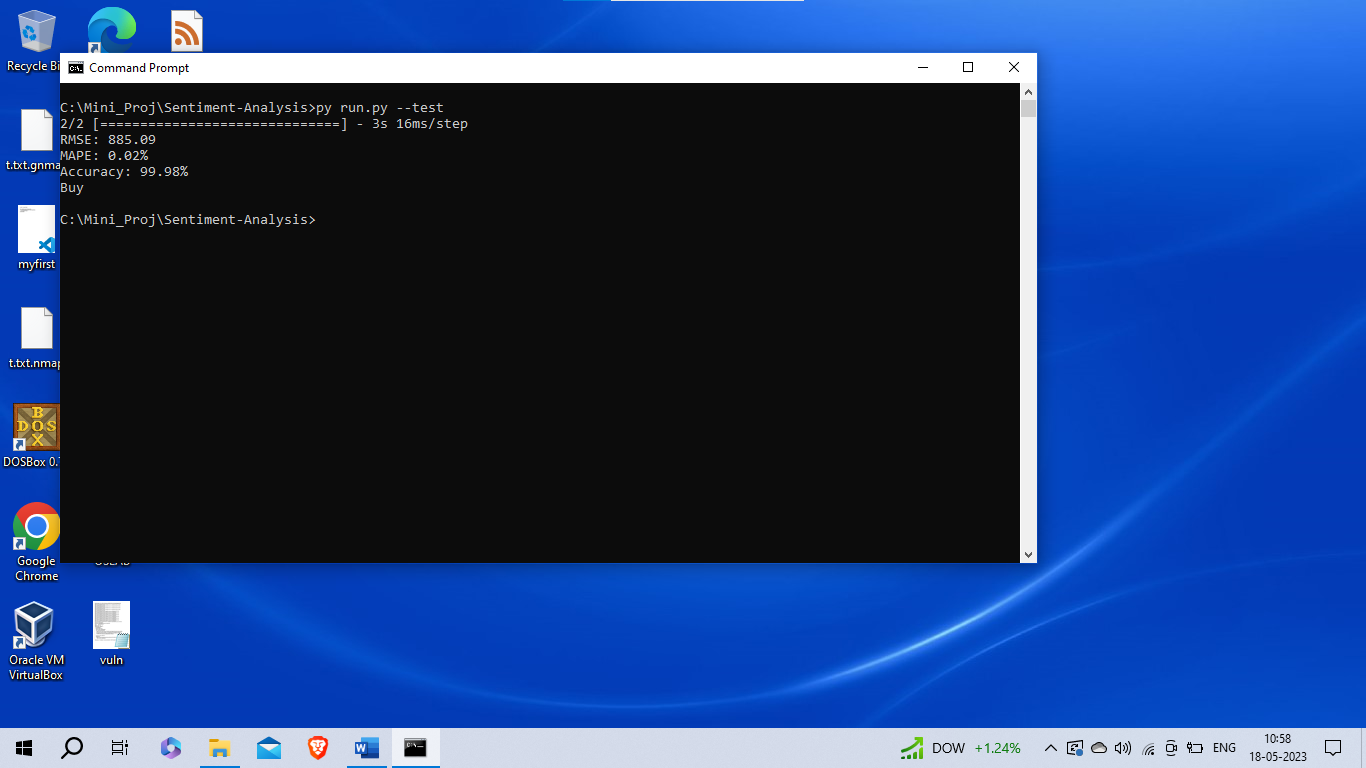 Recycle Bi
Command Prompt
C:\Mini_Proj\Sentiment-Analysis>py run.py --test
2/2 [==============================] - 3s 16ms/step
RMSE: 885.09
MAPE: 0.02%
Accuracy: 99.98%
Buy
C:\Mini_Proj\Sentiment-Analysis>
t.txt.gnma
myfirst
t.txt.nmap
BOX
DOS
DOSBox 0.
Google
Chrome
Oracle VM
VirtualBox
vuln
DOW +1.24%
ENG
10:58
18-05-2023